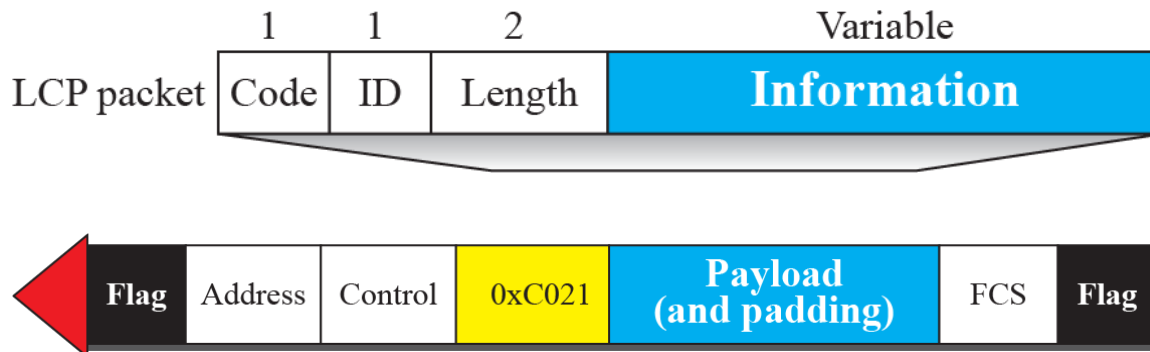 1 1 2 Variable
LCP packet Code ID Length Information
Flag Address Control 0xC021 Payload (and padding) FCS Flag